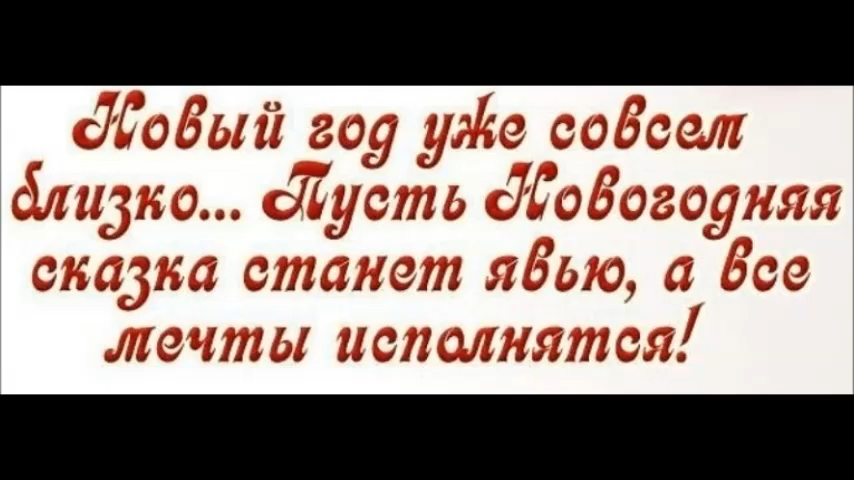 Новый год уже совсем
близко... Пусть Новогодняя
сказка станет явью, а все
мечты исполнятся!